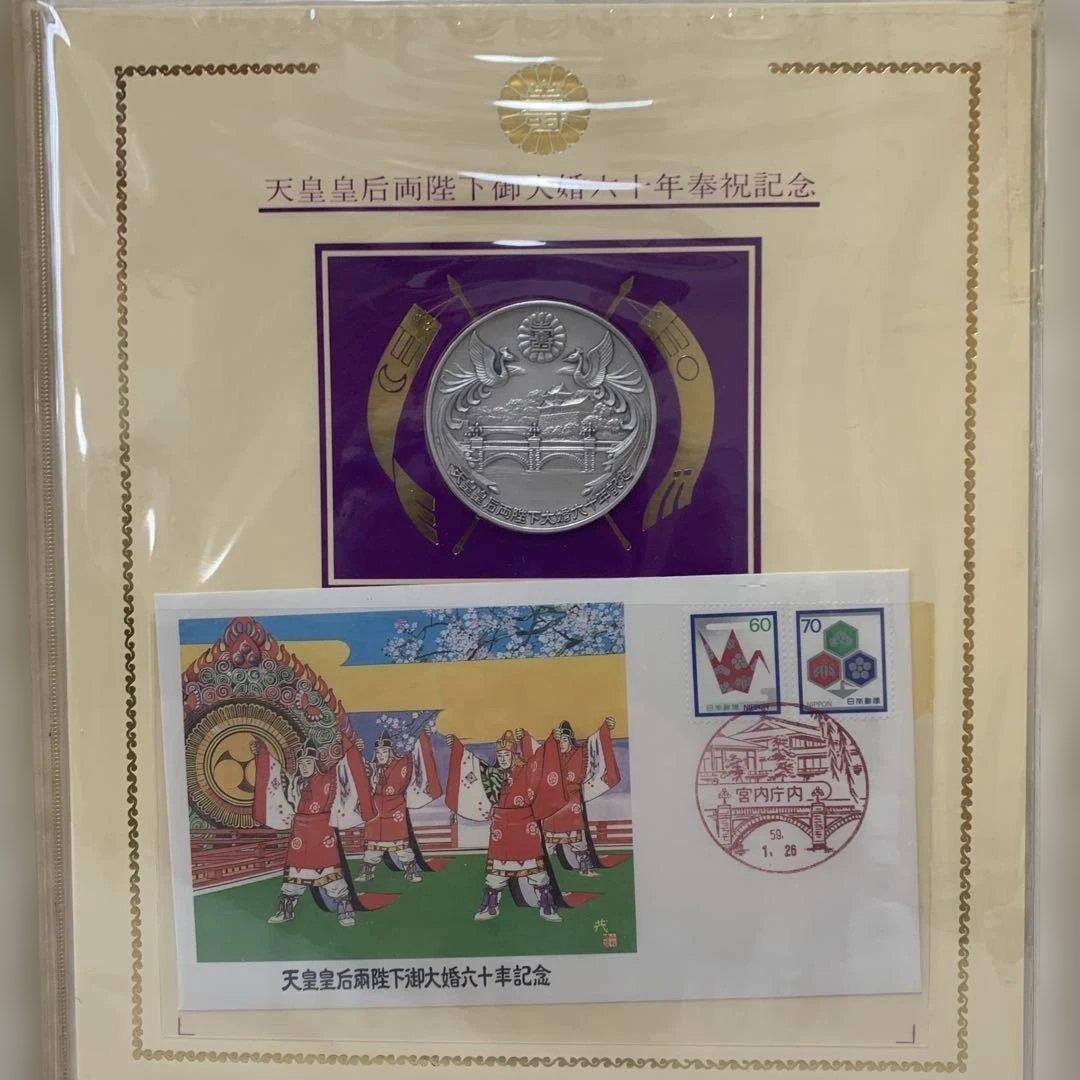 天皇皇后両陛下御大婚六十年奉祝記念
天皇皇后両陛下大婚六十年記念
60
日本郵便
NIPPON
70
NIPPON
日本郵便
宮内庁内
59.
1. 26
天皇皇后兩陛下御大婚六十年記念